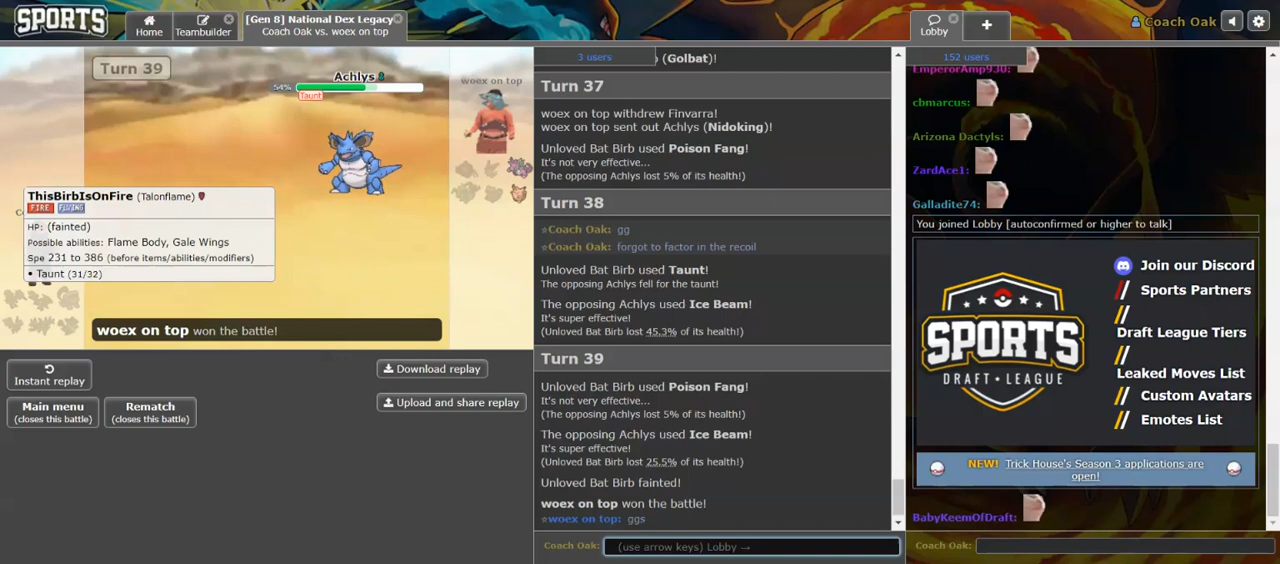 SPORTS
Home
Teambuilder
[Gen 8] National Dex Legacy
Coach Oak vs. woex on top
Lobby
Coach Oak
Turn 39
Achlys
54%
Taunt
woex on top
ThisBirbIsOnFire (Talonflame)
FIRE FLYING
HP: (fainted)
Possible abilities: Flame Body, Gale Wings
Spe 231 to 386 (before items/abilities/modifiers)
• Taunt (31/32)
woex on top won the battle!
Instant replay
Download replay
Upload and share replay
Main menu
(closes this battle)
Rematch
(closes this battle)
3 users
(Golbat)!
Turn 37
woex on top withdrew Finvarra!
woex on top sent out Achlys (Nidoking)!
Unloved Bat Birb used Poison Fang!
It's not very effective...
(The opposing Achlys lost 5% of its health!)
Turn 38
☆Coach Oak: gg
☆Coach Oak: forgot to factor in the recoil
Unloved Bat Birb used Taunt!
The opposing Achlys fell for the taunt!
The opposing Achlys used Ice Beam!
It's super effective!
(Unloved Bat Birb lost 45.3% of its health!)
Turn 39
Unloved Bat Birb used Poison Fang!
It's not very effective...
(The opposing Achlys lost 5% of its health!)
The opposing Achlys used Ice Beam!
It's super effective!
(Unloved Bat Birb lost 25.5% of its health!)
Unloved Bat Birb fainted!
woex on top won the battle!
☆woex on top: ggs
Coach Oak: (use arrow keys) Lobby →
152 users
EmperorAmp930:
cbmarcus:
Arizona Dactyls:
ZardAce1:
Galladite74:
You joined Lobby [autoconfirmed or higher to talk]
SPORTS
DRAFT • LEAGUE
Join our Discord
// Sports Partners
//
Draft League Tiers
//
Leaked Moves List
// Custom Avatars
// Emotes List
NEW! Trick House's Season 3 applications are
open!
BabyKeemOfDraft:
Coach Oak: